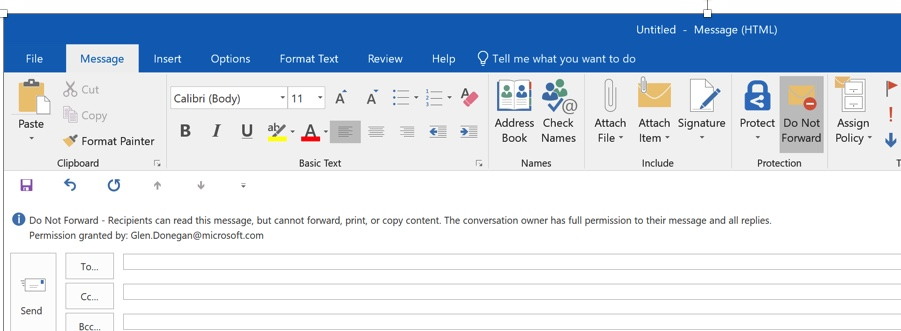 Untitled - Message (HTML)
File Message Insert Options Format Text Review Help Tell me what you want to do
Paste
Cut
Copy
Format Painter
Clipboard
Calibri (Body) 11 A A
B I U ab A
Basic Text
Address Book
Check Names
Names
Attach File
Attach Item
Signature
Include
Protect
Do Not Forward
Protection
Assign Policy
T
Do Not Forward - Recipients can read this message, but cannot forward, print, or copy content. The conversation owner has full permission to their message and all replies.
Permission granted by: Glen.Donegan@microsoft.com
Send
To...
Cc...
Bcc...